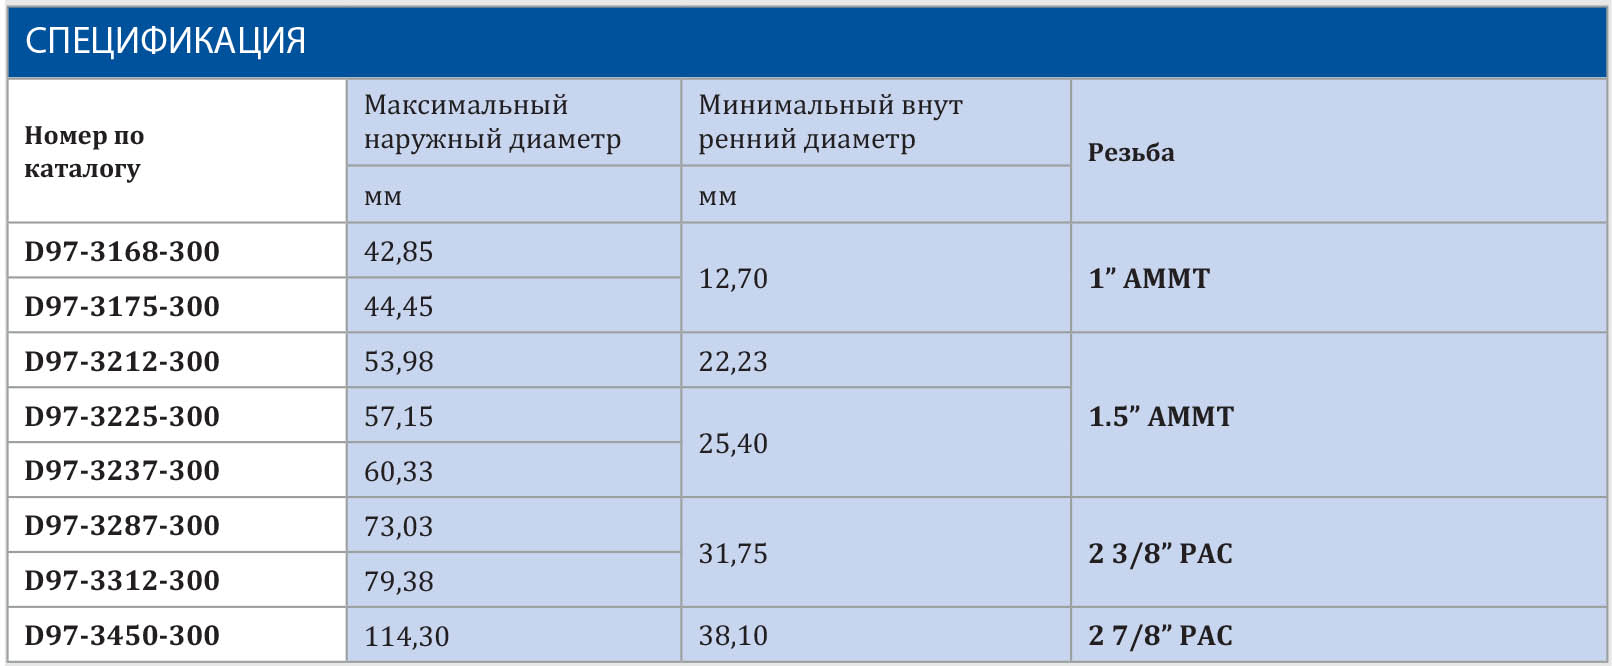 СПЕЦИФИКАЦИЯ
Номер по
каталогу
Максимальный
наружный диаметр
Минимальный внут
ренний диаметр
Резьба
мм
мм
D97-3168-300
42,85
12,70
1” АММТ
D97-3175-300
44,45
D97-3212-300
53,98
22,23
1.5” АММТ
D97-3225-300
57,15
25,40
D97-3237-300
60,33
D97-3287-300
73,03
31,75
2 3/8” PAC
D97-3312-300
79,38
D97-3450-300
114,30
38,10
2 7/8” PAC